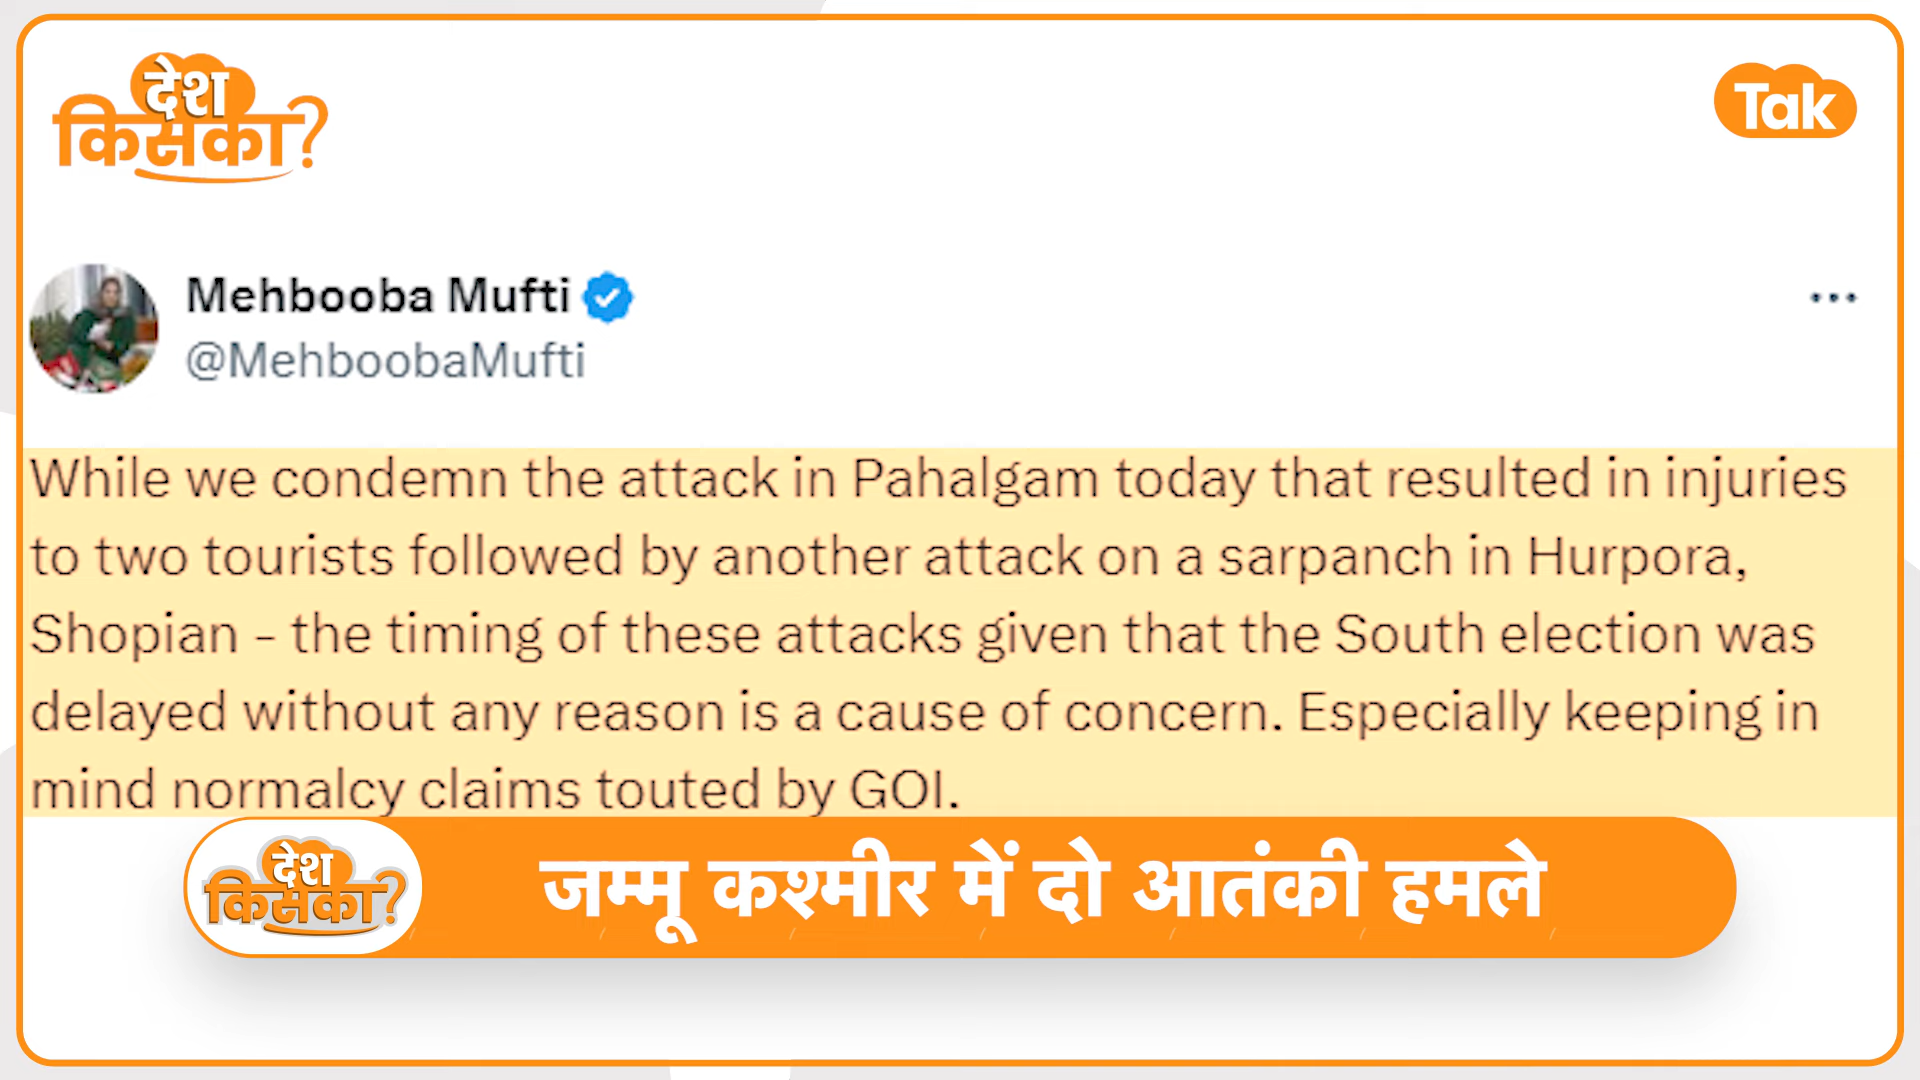 देश
किसका?
Tak
Mehbooba Mufti
@MehboobaMufti
While we condemn the attack in Pahalgam today that resulted in injuries
to two tourists followed by another attack on a sarpanch in Hurpora,
Shopian - the timing of these attacks given that the South election was
delayed without any reason is a cause of concern. Especially keeping in
mind normalcy claims touted by GOI.
देश
किसका?
जम्मू कश्मीर में दो आतंकी हमले